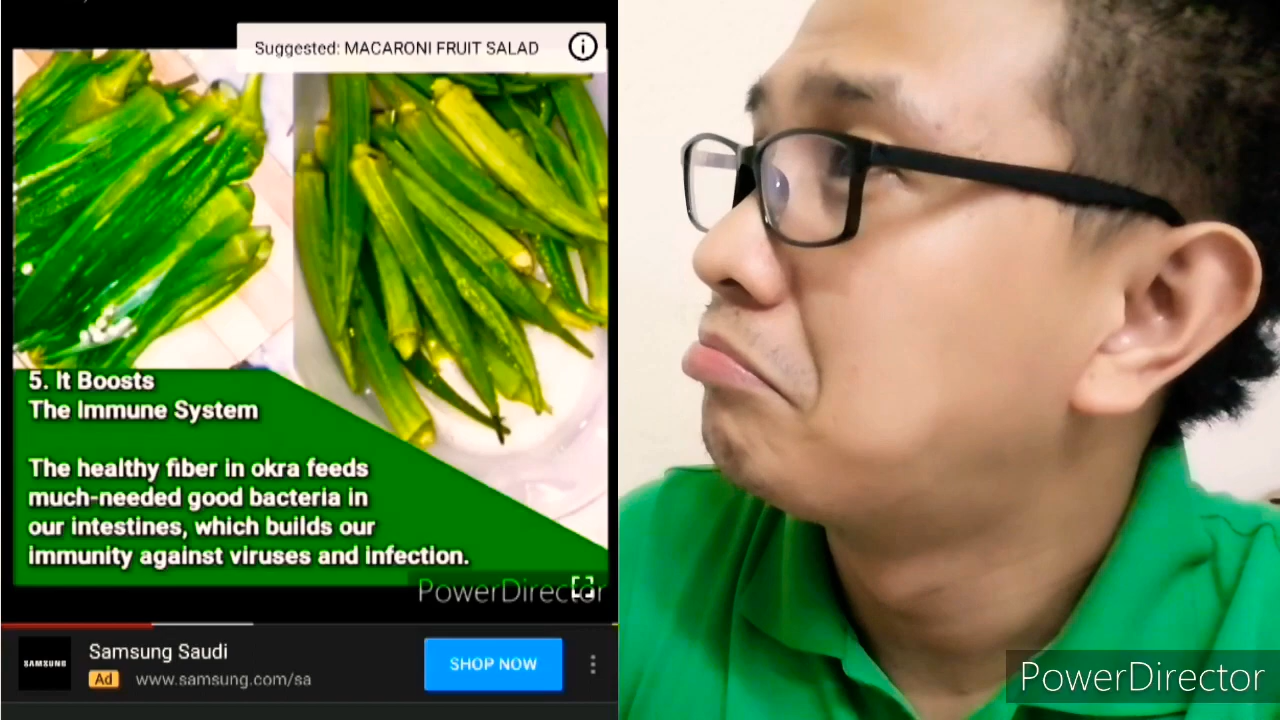 Suggested: MACARONI FRUIT SALAD
5. It Boosts
The Immune System
The healthy fiber in okra feeds
much-needed good bacteria in
our intestines, which builds our
immunity against viruses and infection.
PowerDirector
SAMSUNG
Samsung Saudi
Ad www.samsung.com/sa
SHOP NOW
PowerDirector